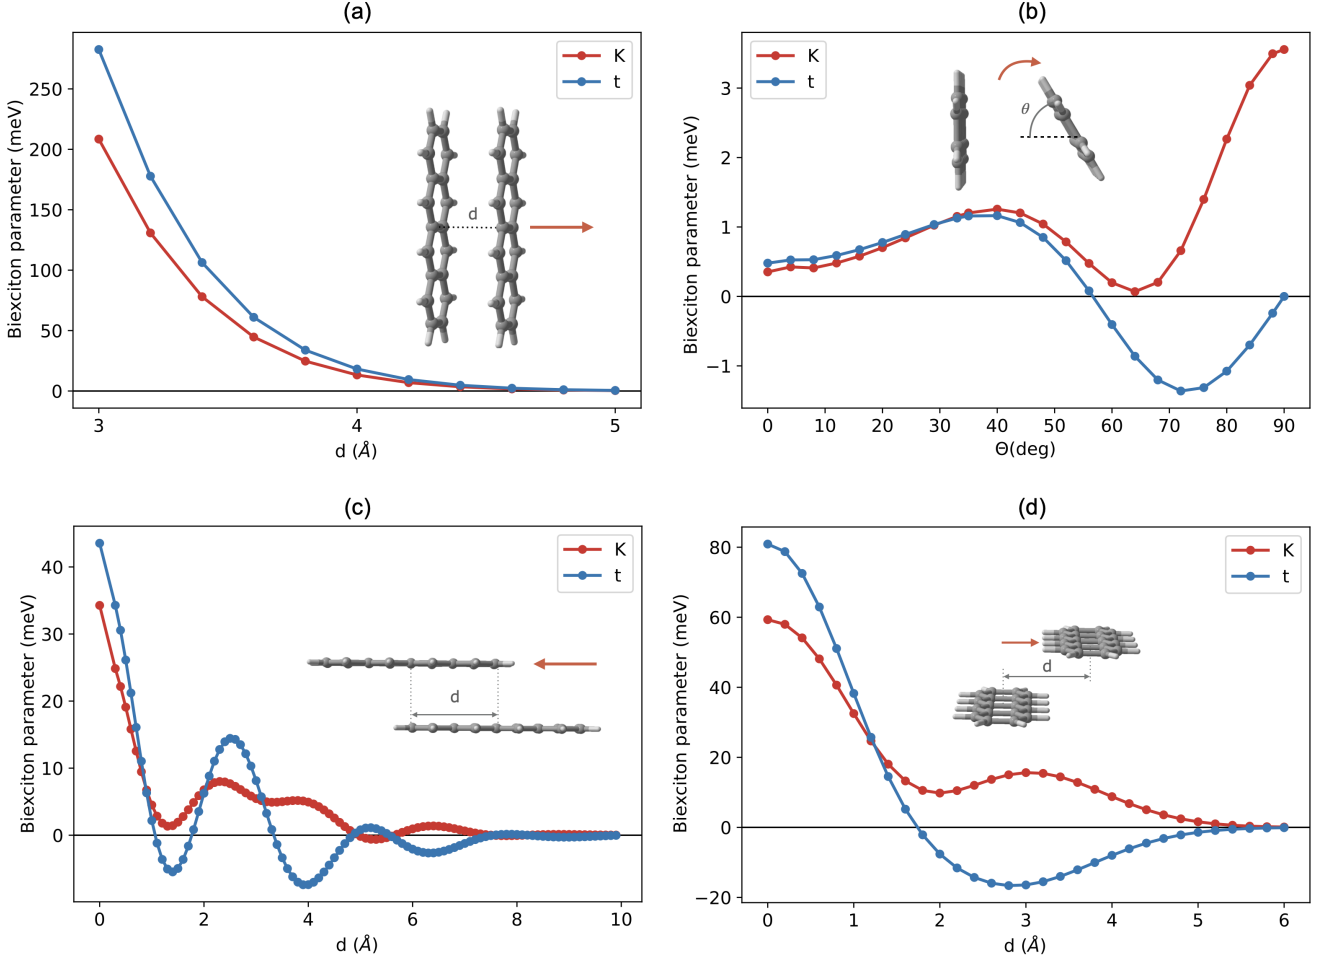 (a)
Biexciton parameter (meV)
250
200
150
100
50
0
K
t
d
3
4
5
d (Å)
(b)
Biexciton parameter (meV)
3
2
1
0
−1
K
t
θ
0
10
20
30
40
50
60
70
80
90
Θ(deg)
(c)
Biexciton parameter (meV)
40
30
20
10
0
K
t
d
0
2
4
6
8
10
d (Å)
(d)
Biexciton parameter (meV)
80
60
40
20
0
−20
K
t
d
0
1
2
3
4
5
6
d (Å)